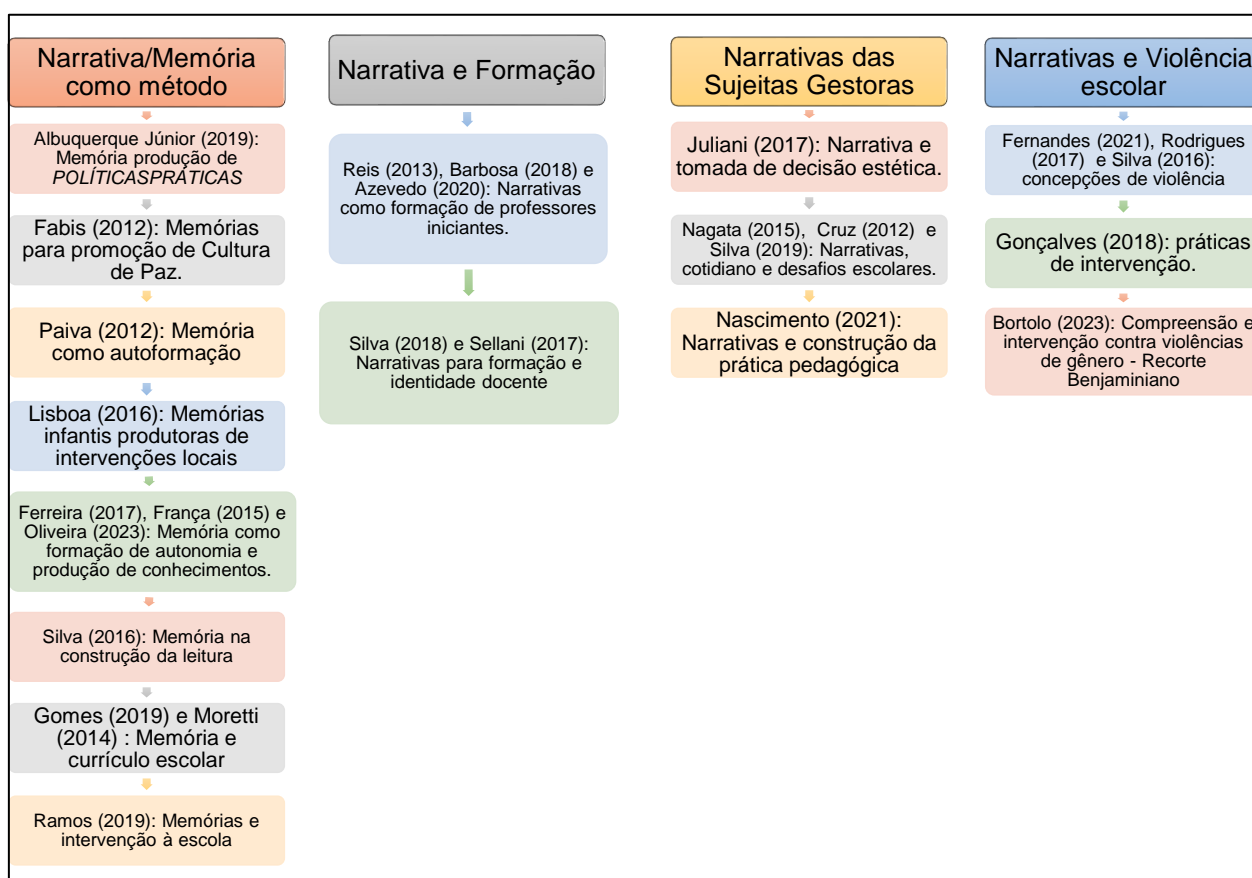 Narrativa/Memória
como método
Albuquerque Júnior (2019):
Memória produção de
POLÍTICASPRÁTICAS
Fabis (2012): Memórias
para promoção de Cultura
de Paz.
Paiva (2012): Memória
como autoformação
Lisboa (2016): Memórias
infantis produtoras de
intervenções locais
Ferreira (2017), França (2015) e
Oliveira (2023): Memória como
formação de autonomia e
produção de conhecimentos.
Silva (2016): Memória na
construção da leitura
Gomes (2019) e Moretti
(2014) : Memória e
currículo escolar
Ramos (2019): Memórias e
intervenção à escola
Narrativa e Formação
Reis (2013), Barbosa (2018) e
Azevedo (2020): Narrativas
como formação de professores
iniciantes.
Silva (2018) e Sellani (2017):
Narrativas para formação e
identidade docente
Narrativas das
Sujeitas Gestoras
Juliani (2017): Narrativa e
tomada de decisão estética.
Nagata (2015), Cruz (2012) e
Silva (2019): Narrativas,
cotidiano e desafios escolares.
Nascimento (2021):
Narrativas e construção da
prática pedagógica
Narrativas e Violência
escolar
Fernandes (2021), Rodrigues
(2017) e Silva (2016):
concepções de violência
Gonçalves (2018): práticas
de intervenção.
Bortolo (2023): Compreensão e
intervenção contra violências
de gênero - Recorte
Benjaminiano